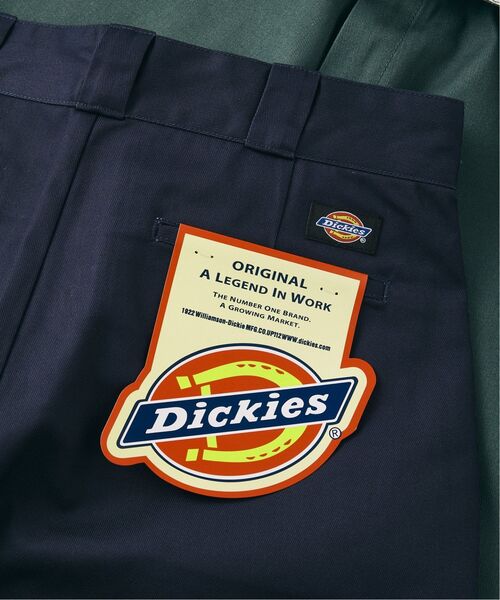 Dickies
ORIGINAL
A LEGEND IN WORK
THE NUMBER ONE BRAND.
A GROWING MARKET.
1922 Williamson-Dickie MFG.CO.UP112WWW.dickies.com
Dickies
®